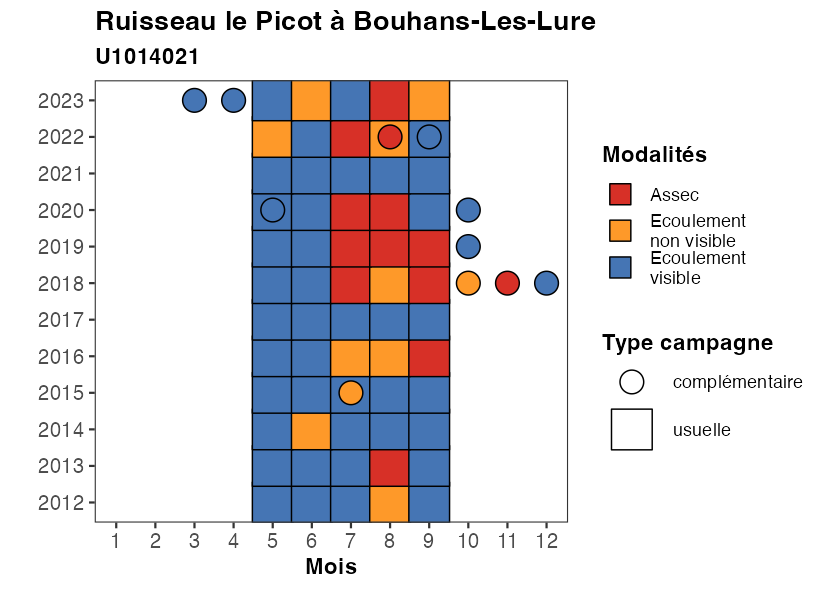 Ruisseau le Picot à Bouhans-Les-Lure
U1014021
2023
2022
2021
2020
2019
2018
2017
2016
2015
2014
2013
2012
1 2 3 4 5 6 7 8 9 10 11 12
Mois
Modalités
Assec
Ecoulement
non visible
Ecoulement
visible
Type campagne
complémentaire
usuelle